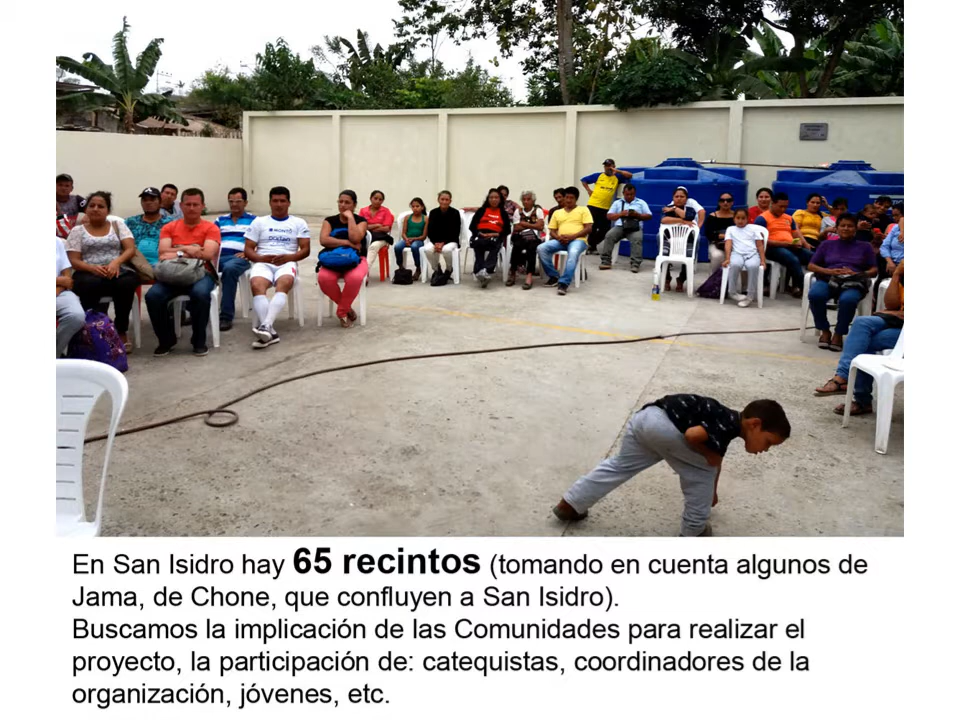 En San Isidro hay 65 recintos (tomando en cuenta algunos de
Jama, de Chone, que confluyen a San Isidro).
Buscamos la implicación de las Comunidades para realizar el
proyecto, la participación de: catequistas, coordinadores de la
organización, jóvenes, etc.